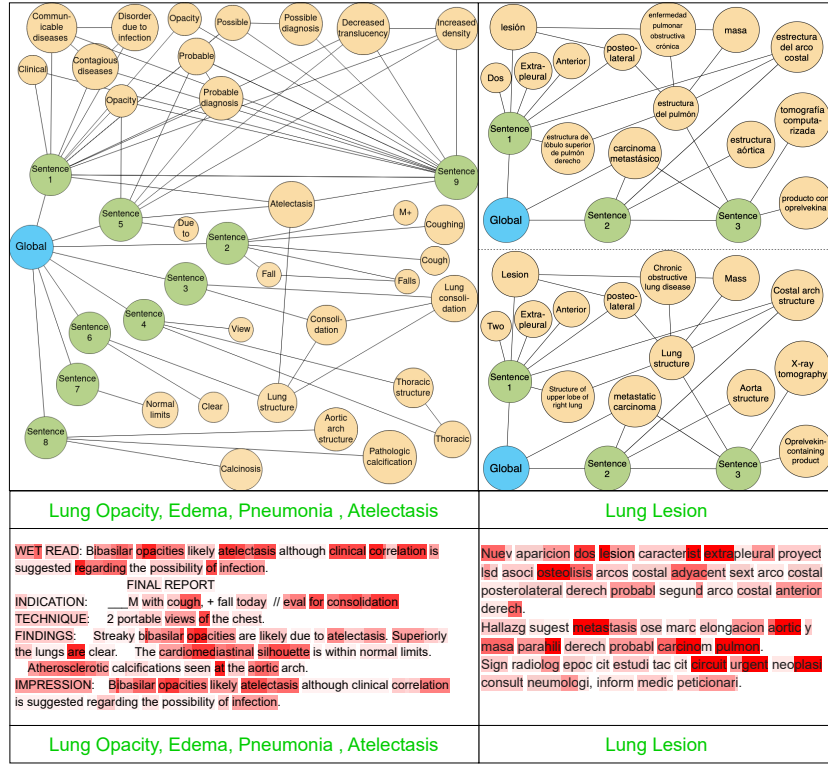 Commun-
icable
diseases
Disorder
due to
infection
Opacity
Possible
Possible
diagnosis
Decreased
translucency
Increased
density
Clinical
Contagious
diseases
Probable
Opacity
Probable
diagnosis
Sentence
1
Sentence
9
Atelectasis
Sentence
5
Due
to
M+
Coughing
Global
Sentence
2
Cough
Fall
Falls
Sentence
3
Lung
consoli-
dation
Sentence
4
View
Consoli-
dation
Sentence
6
Sentence
7
Normal
limits
Clear
Lung
structure
Thoracic
structure
Sentence
8
Aortic
arch
structure
Thoracic
Pathologic
calcification
Calcinosis
lesión
enfermedad
pulmonar
obstructiva
crónica
masa
posteo-
lateral
estrectura
del arco
costal
Dos
Extra-
pleural
Anterior
estructura
del pulmón
tomografía
computa-
rizada
Sentence
1
estructura de
lóbulo superior
de pulmón
derecho
carcinoma
metastásico
estructura
aórtica
Global
Sentence
2
Sentence
3
producto con
oprelvekina
Lesion
Chronic
obstructive
lung disease
Mass
posteo-
lateral
Costal arch
structure
Two
Extra-
pleural
Anterior
Lung
structure
X-ray
tomography
Sentence
1
Structure of
upper lobe of
right lung
metastatic
carcinoma
Aorta
structure
Global
Sentence
2
Sentence
3
Oprelvekin-
containing
product
Lung Opacity, Edema, Pneumonia , Atelectasis
Lung Lesion
WET READ: Bibasilar opacities likely atelectasis although clinical correlation is
suggested regarding the possibility of infection.
FINAL REPORT
INDICATION: ___M with cough, + fall today // eval for consolidation
TECHNIQUE: 2 portable views of the chest.
FINDINGS: Streaky bibasilar opacities are likely due to atelectasis. Superiorly
the lungs are clear. The cardiomediastinal silhouette is within normal limits.
Atherosclerotic calcifications seen at the aortic arch.
IMPRESSION: Bibasilar opacities likely atelectasis although clinical correlation
is suggested regarding the possibility of infection.
Nuev aparicion dos lesion caracterist extrapleural proyect
lsd asoci osteolisis arcos costal adyacent sext arco costal
posterolateral derech probabl segund arco costal anterior
derech.
Hallazg sugest metastasis ose marc elongacion aortic y
masa parahili derech probabl carcinom pulmon.
Sign radiolog epoc cit estudi tac cit circuit urgent neoplasi
consult neumologi, inform medic peticionari.
Lung Opacity, Edema, Pneumonia , Atelectasis
Lung Lesion